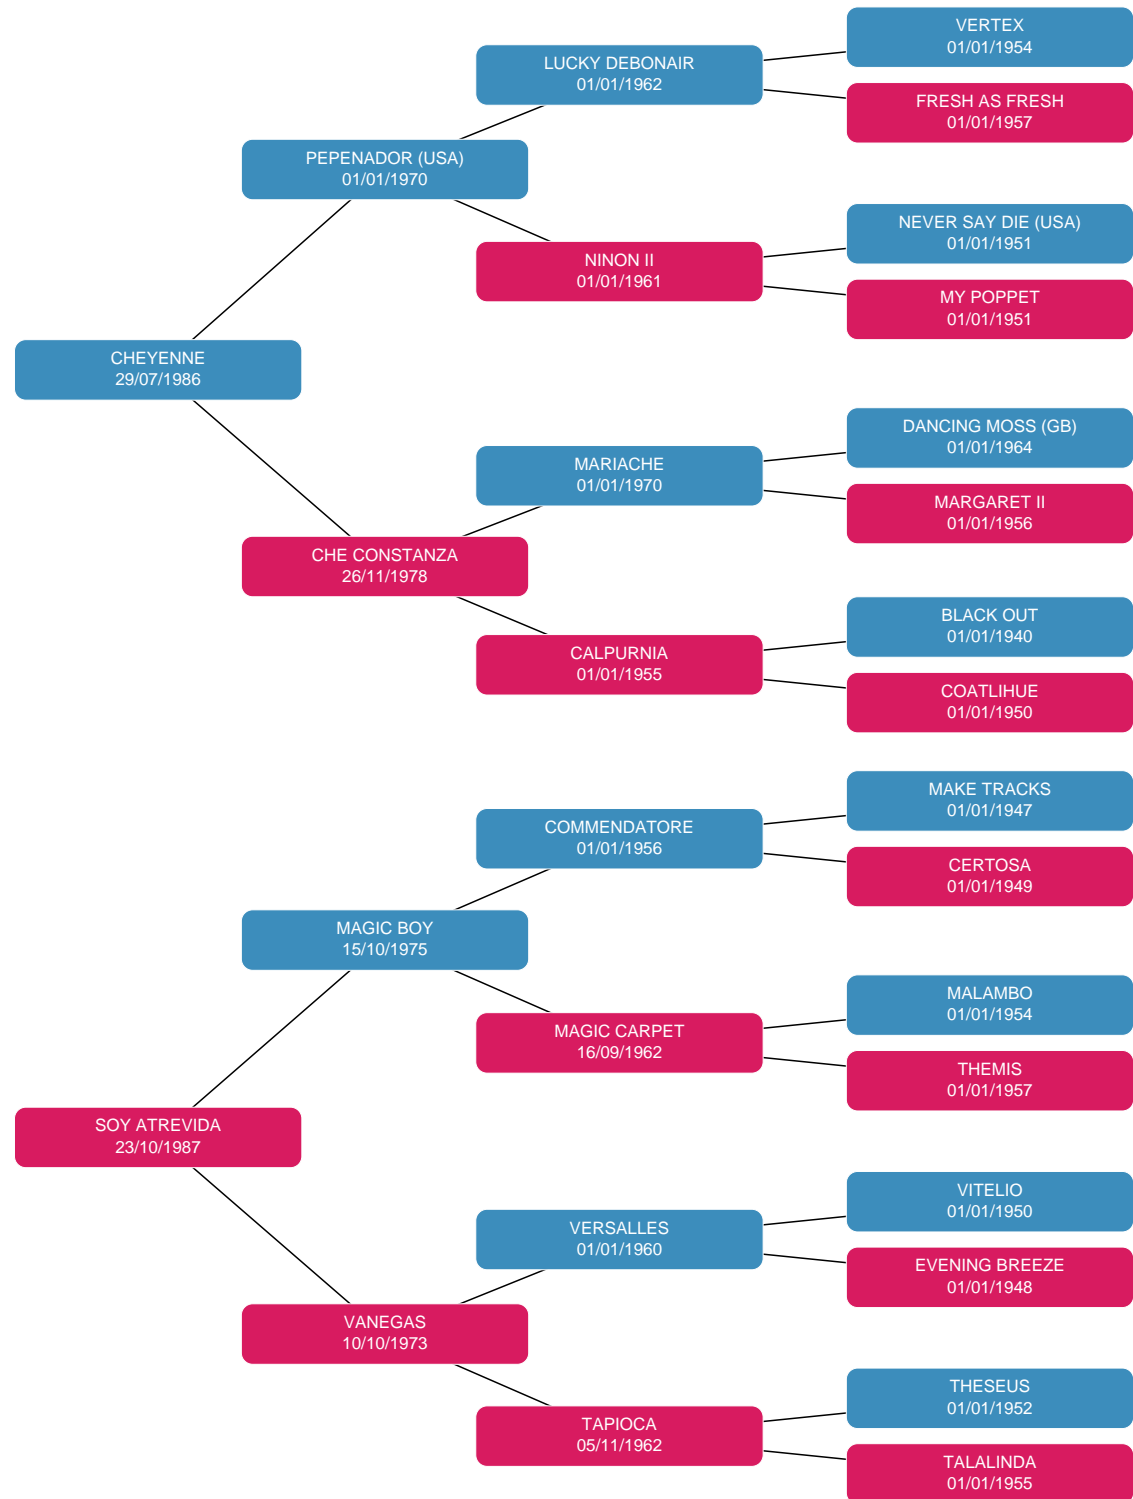 VERTEX
01/01/1954
LUCKY DEBONAIR
01/01/1962
FRESH AS FRESH
01/01/1957
PEPENADOR (USA)
01/01/1970
NEVER SAY DIE (USA)
01/01/1951
NINON II
01/01/1961
MY POPPET
01/01/1951
CHEYENNE
29/07/1986
DANCING MOSS (GB)
01/01/1964
MARIACHE
01/01/1970
MARGARET II
01/01/1956
CHE CONSTANZA
26/11/1978
BLACK OUT
01/01/1940
CALPURNIA
01/01/1955
COATLIHUE
01/01/1950
MAKE TRACKS
01/01/1947
COMMENDATORE
01/01/1956
CERTOSA
01/01/1949
MAGIC BOY
15/10/1975
MALAMBO
01/01/1954
MAGIC CARPET
16/09/1962
THEMIS
01/01/1957
SOY ATREVIDA
23/10/1987
VITELIO
01/01/1950
VERSALLES
01/01/1960
EVENING BREEZE
01/01/1948
VANEGAS
10/10/1973
THESEUS
01/01/1952
TAPIOCA
05/11/1962
TALALINDA
01/01/1955